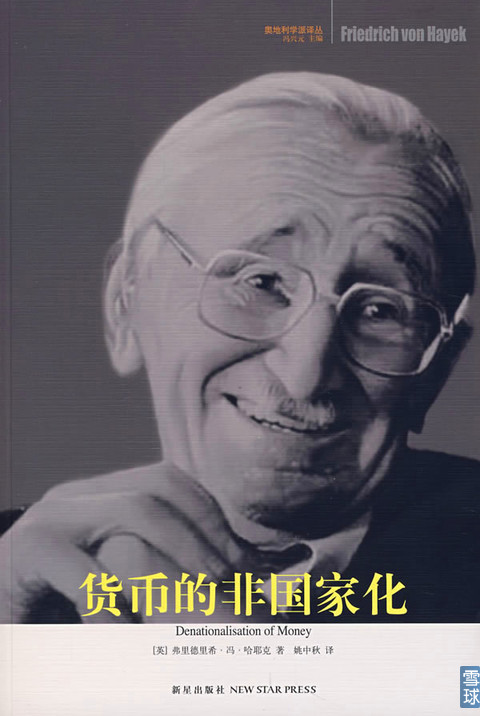 奥地利学派译丛
冯兴元 主编
Friedrich von Hayek
货币的非国家化
Denationalisation of Money
[英] 弗里德里希·冯·哈耶克 著 姚中秋 译
新星出版社 NEW STAR PRESS
雪球